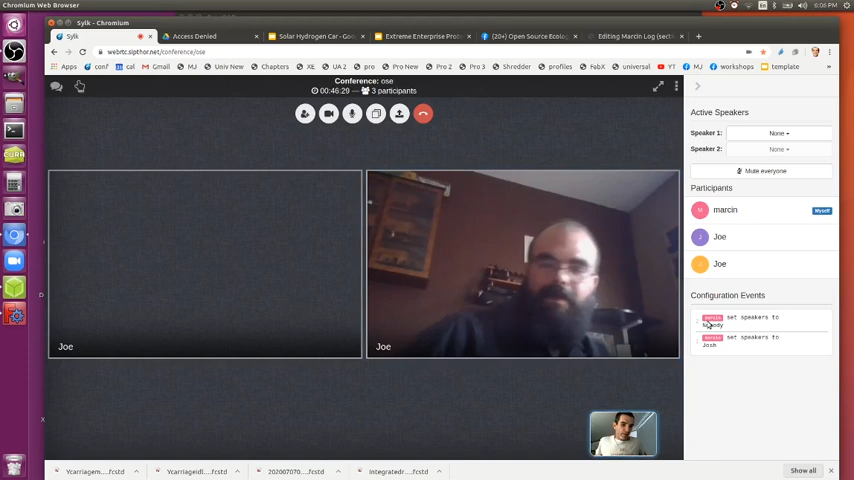 Chromium Web Browser
En
6:06 PM
Sylk - Chromium
Sylk
Access Denied
Solar Hydrogen Car - Goo
Extreme Enterprise Prot
(20+) Open Source Ecolo
Editing Marcin Log (secti
webrtc.sipthor.net/conference/ose
Apps
conf
cal
Gmail
MJ
Univ New
Chapters
XE
U 2
pro
Pro New
Pro 2
Pro 3
Shredder
profiles
FabX
universal
YT
MJ
workshops
template
Conference: ose
00:46:29 — 3 participants
Joe
Joe
Active Speakers
Speaker 1:
None
Speaker 2:
None
Mute everyone
Participants
M
marcin
Myself
J
Joe
J
Joe
Configuration Events
marcin set speakers to
Nobody
marcin set speakers to
Josh
Ycarriagem....fcstd
Ycarriageidl....fcstd
202007070....fcstd
integratedr....fcstd
Show all
CURA